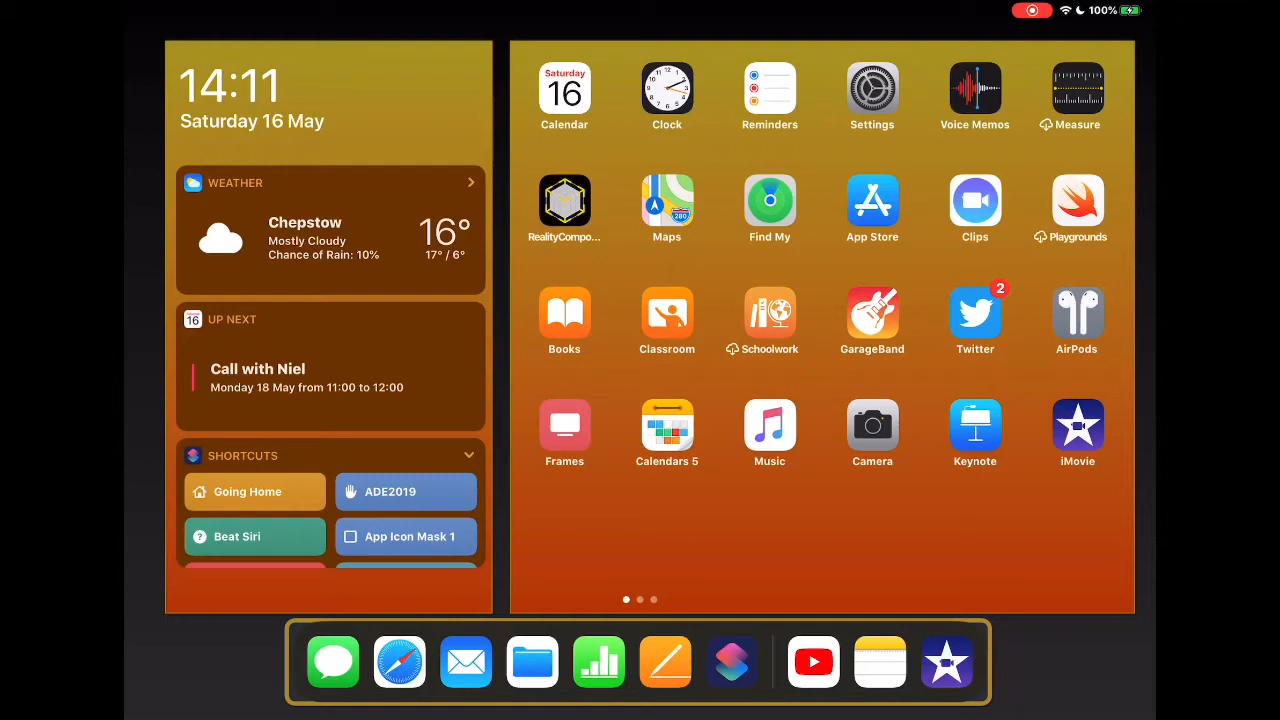 100%
14:11
Saturday 16 May
WEATHER
Chepstow
Mostly Cloudy
Chance of Rain: 10%
16°
17° / 6°
16
UP NEXT
Call with Niel
Monday 18 May from 11:00 to 12:00
SHORTCUTS
Going Home
ADE2019
? Beat Siri
App Icon Mask 1
Saturday
16
Calendar
Clock
Reminders
Settings
Voice Memos
Measure
RealityCompo...
280
Maps
Find My
App Store
Clips
Playgrounds
Books
Classroom
Schoolwork
GarageBand
2
Twitter
AirPods
Frames
Calendars 5
Music
Camera
Keynote
iMovie